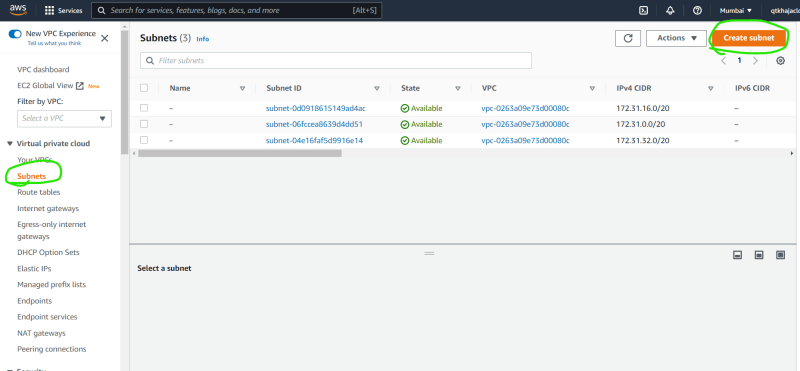 aws Services Search for services, features, blogs, docs, and more [Alt+S] Mumbai qtkhajaclo
New VPC Experience
Tell us what you think
VPC dashboard
EC2 Global View New
Filter by VPC:
Select a VPC
Virtual private cloud
Your VPCs
Subnets
Route tables
Internet gateways
Egress-only internet
gateways
DHCP Option Sets
Elastic IPs
Managed prefix lists
Endpoints
Endpoint services
NAT gateways
Peering connections
Subnets (3) Info Actions Create subnet
Filter subnets 1
Name Subnet ID State VPC IPv4 CIDR IPv6 CIDR
– subnet-0d0918615149ad4ac Available vpc-0263a09e73d00080c 172.31.16.0/20 –
– subnet-06fccea8639d4dd51 Available vpc-0263a09e73d00080c 172.31.0.0/20 –
– subnet-04e16faf5d9916e14 Available vpc-0263a09e73d00080c 172.31.32.0/20 –
Select a subnet